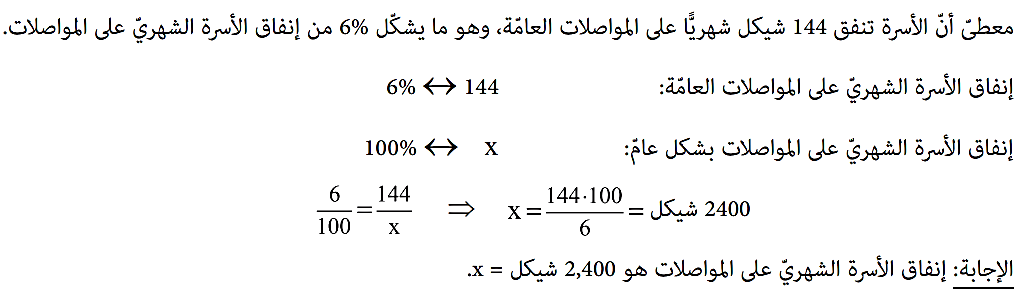 معطىّ أنّ الأسرة تنفق 144 شيكل شهريًّا على المواصلات العامّة، وهو ما يشكّل 6% من إنفاق الأسرة الشهريّ على المواصلات.
إنفاق الأسرة الشهريّ على المواصلات العامّة: 6% ↔ 144
إنفاق الأسرة الشهريّ على المواصلات بشكل عامّ: 100% ↔ x
6/100 = 144/x ⇒ x = 144·100/6 = 2400 شيكل
الإجابة: إنفاق الأسرة الشهريّ على المواصلات هو 2,400 شيكل = x.